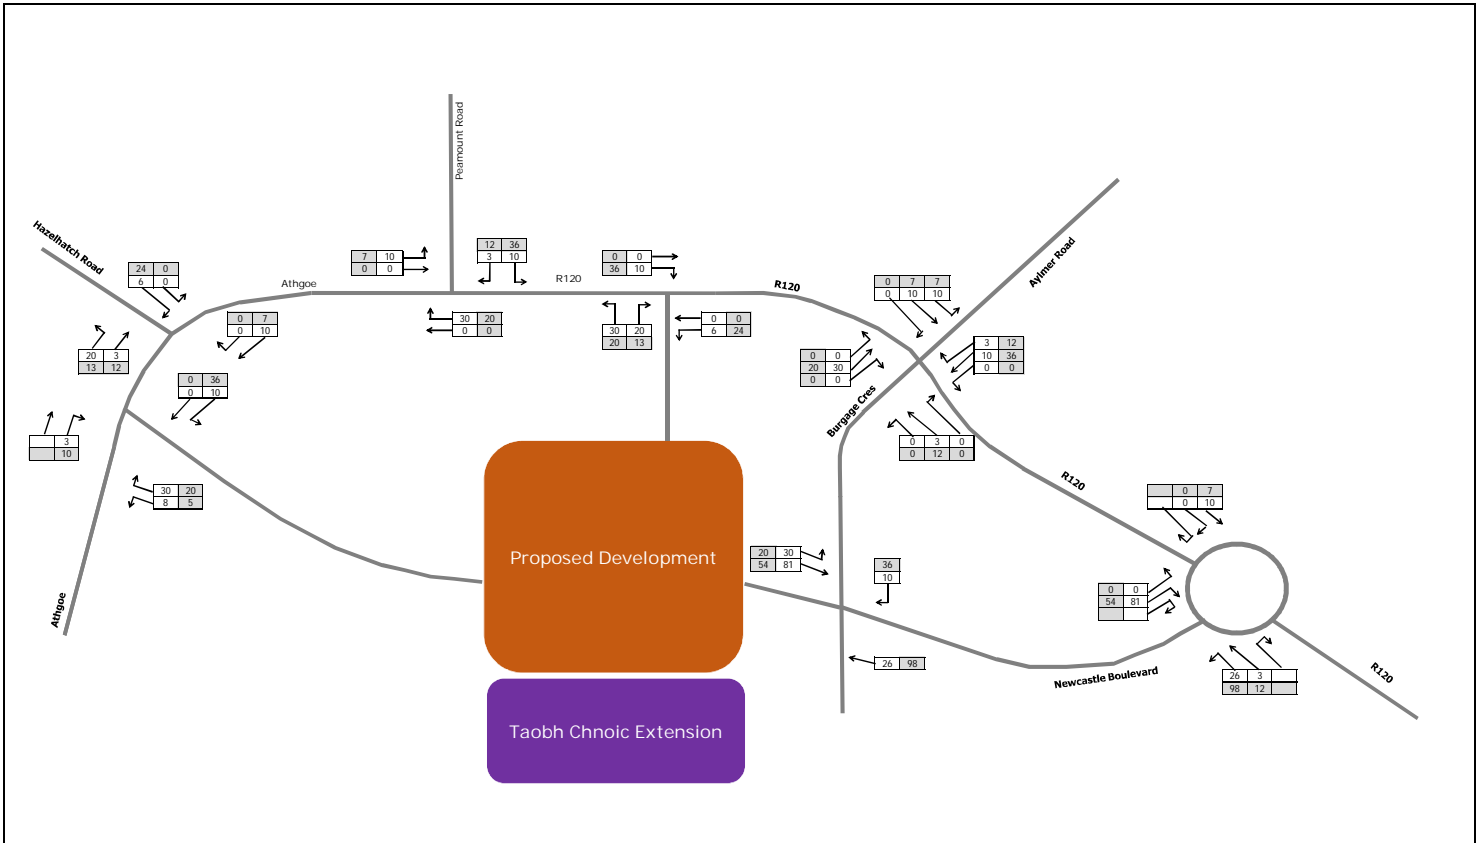 Peamount Road
Hazelhatch Road
Aylmer Road
12 36
3 10
7 10
0 0
0 0
36 10
24 0
6 0
Athgoe
R120
R120
0 7 7
0 10 10
0 7
0 10
30 20
0 0
30 20
20 13
0 0
6 24
20 3
13 12
3 12
10 36
0 0
0 0
20 30
0 0
0 36
0 10
Burgage Cres
3
10
0 3 0
0 12 0
R120
30 20
8 5
0 7
0 10
Proposed Development
20 30
54 81
36
10
0 0
54 81
Athgoe
26 98
Newcastle Boulevard
26 3
98 12
R120
Taobh Chnoic Extension